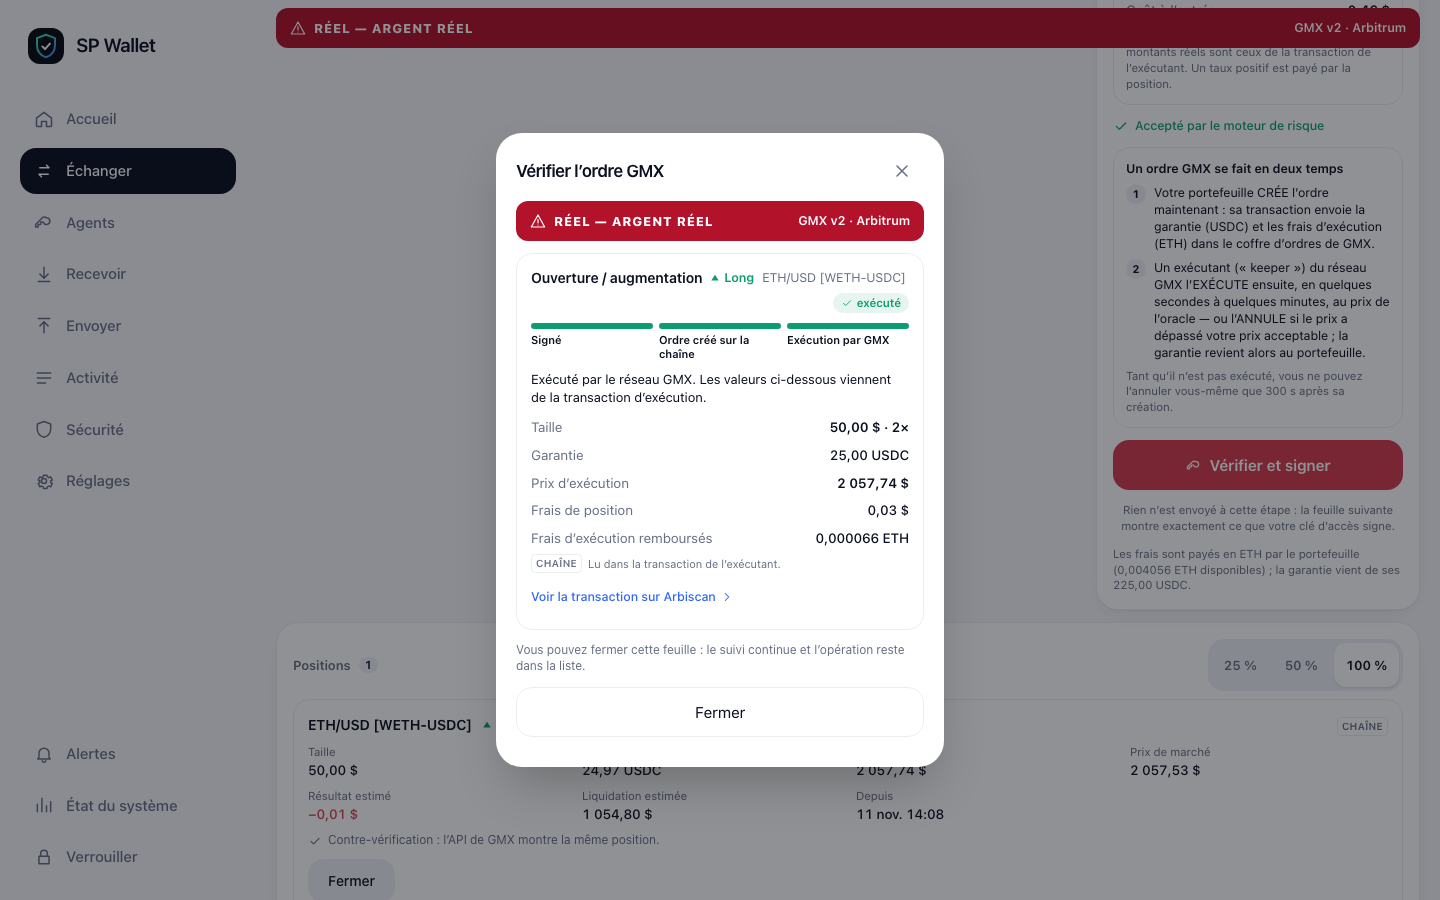 SP Wallet
Accueil
Échanger
Agents
Recevoir
Envoyer
Activité
Sécurité
Réglages
Alertes
État du système
Verrouiller
RÉEL — ARGENT RÉEL
GMX v2 · Arbitrum
montants réels sont ceux de la transaction de
l’exécutant. Un taux positif est payé par la
position.
Accepté par le moteur de risque
Un ordre GMX se fait en deux temps
1 Votre portefeuille CRÉE l’ordre
maintenant : sa transaction envoie la
garantie (USDC) et les frais d’exécution
(ETH) dans le coffre d’ordres de GMX.
2 Un exécutant (« keeper ») du réseau
GMX l’EXÉCUTE ensuite, en quelques
secondes à quelques minutes, au prix de
l’oracle — ou l’ANNULE si le prix a
dépassé votre prix acceptable ; la
garantie revient alors au portefeuille.
Tant qu’il n’est pas exécuté, vous ne pouvez
l’annuler vous-même que 300 s après sa
création.
Vérifier et signer
Rien n’est envoyé à cette étape : la feuille suivante
montre exactement ce que votre clé d’accès signe.
Les frais sont payés en ETH par le portefeuille
(0,004056 ETH disponibles) ; la garantie vient de ses
225,00 USDC.
Vérifier l’ordre GMX
RÉEL — ARGENT RÉEL
GMX v2 · Arbitrum
Ouverture / augmentation Long ETH/USD [WETH-USDC]
exécuté
Signé
Ordre créé sur la
chaîne
Exécution par GMX
Exécuté par le réseau GMX. Les valeurs ci-dessous viennent
de la transaction d’exécution.
Taille 50,00 $ · 2×
Garantie 25,00 USDC
Prix d’exécution 2 057,74 $
Frais de position 0,03 $
Frais d’exécution remboursés 0,000066 ETH
CHAÎNE Lu dans la transaction de l’exécutant.
Voir la transaction sur Arbiscan
Vous pouvez fermer cette feuille : le suivi continue et l’opération reste
dans la liste.
Fermer
Positions 1
25 % 50 % 100 %
ETH/USD [WETH-USDC]
CHAÎNE
Taille
50,00 $
24,97 USDC
2 057,74 $
Prix de marché
2 057,53 $
Résultat estimé
−0,01 $
Liquidation estimée
1 054,80 $
Depuis
11 nov. 14:08
Contre-vérification : l’API de GMX montre la même position.
Fermer